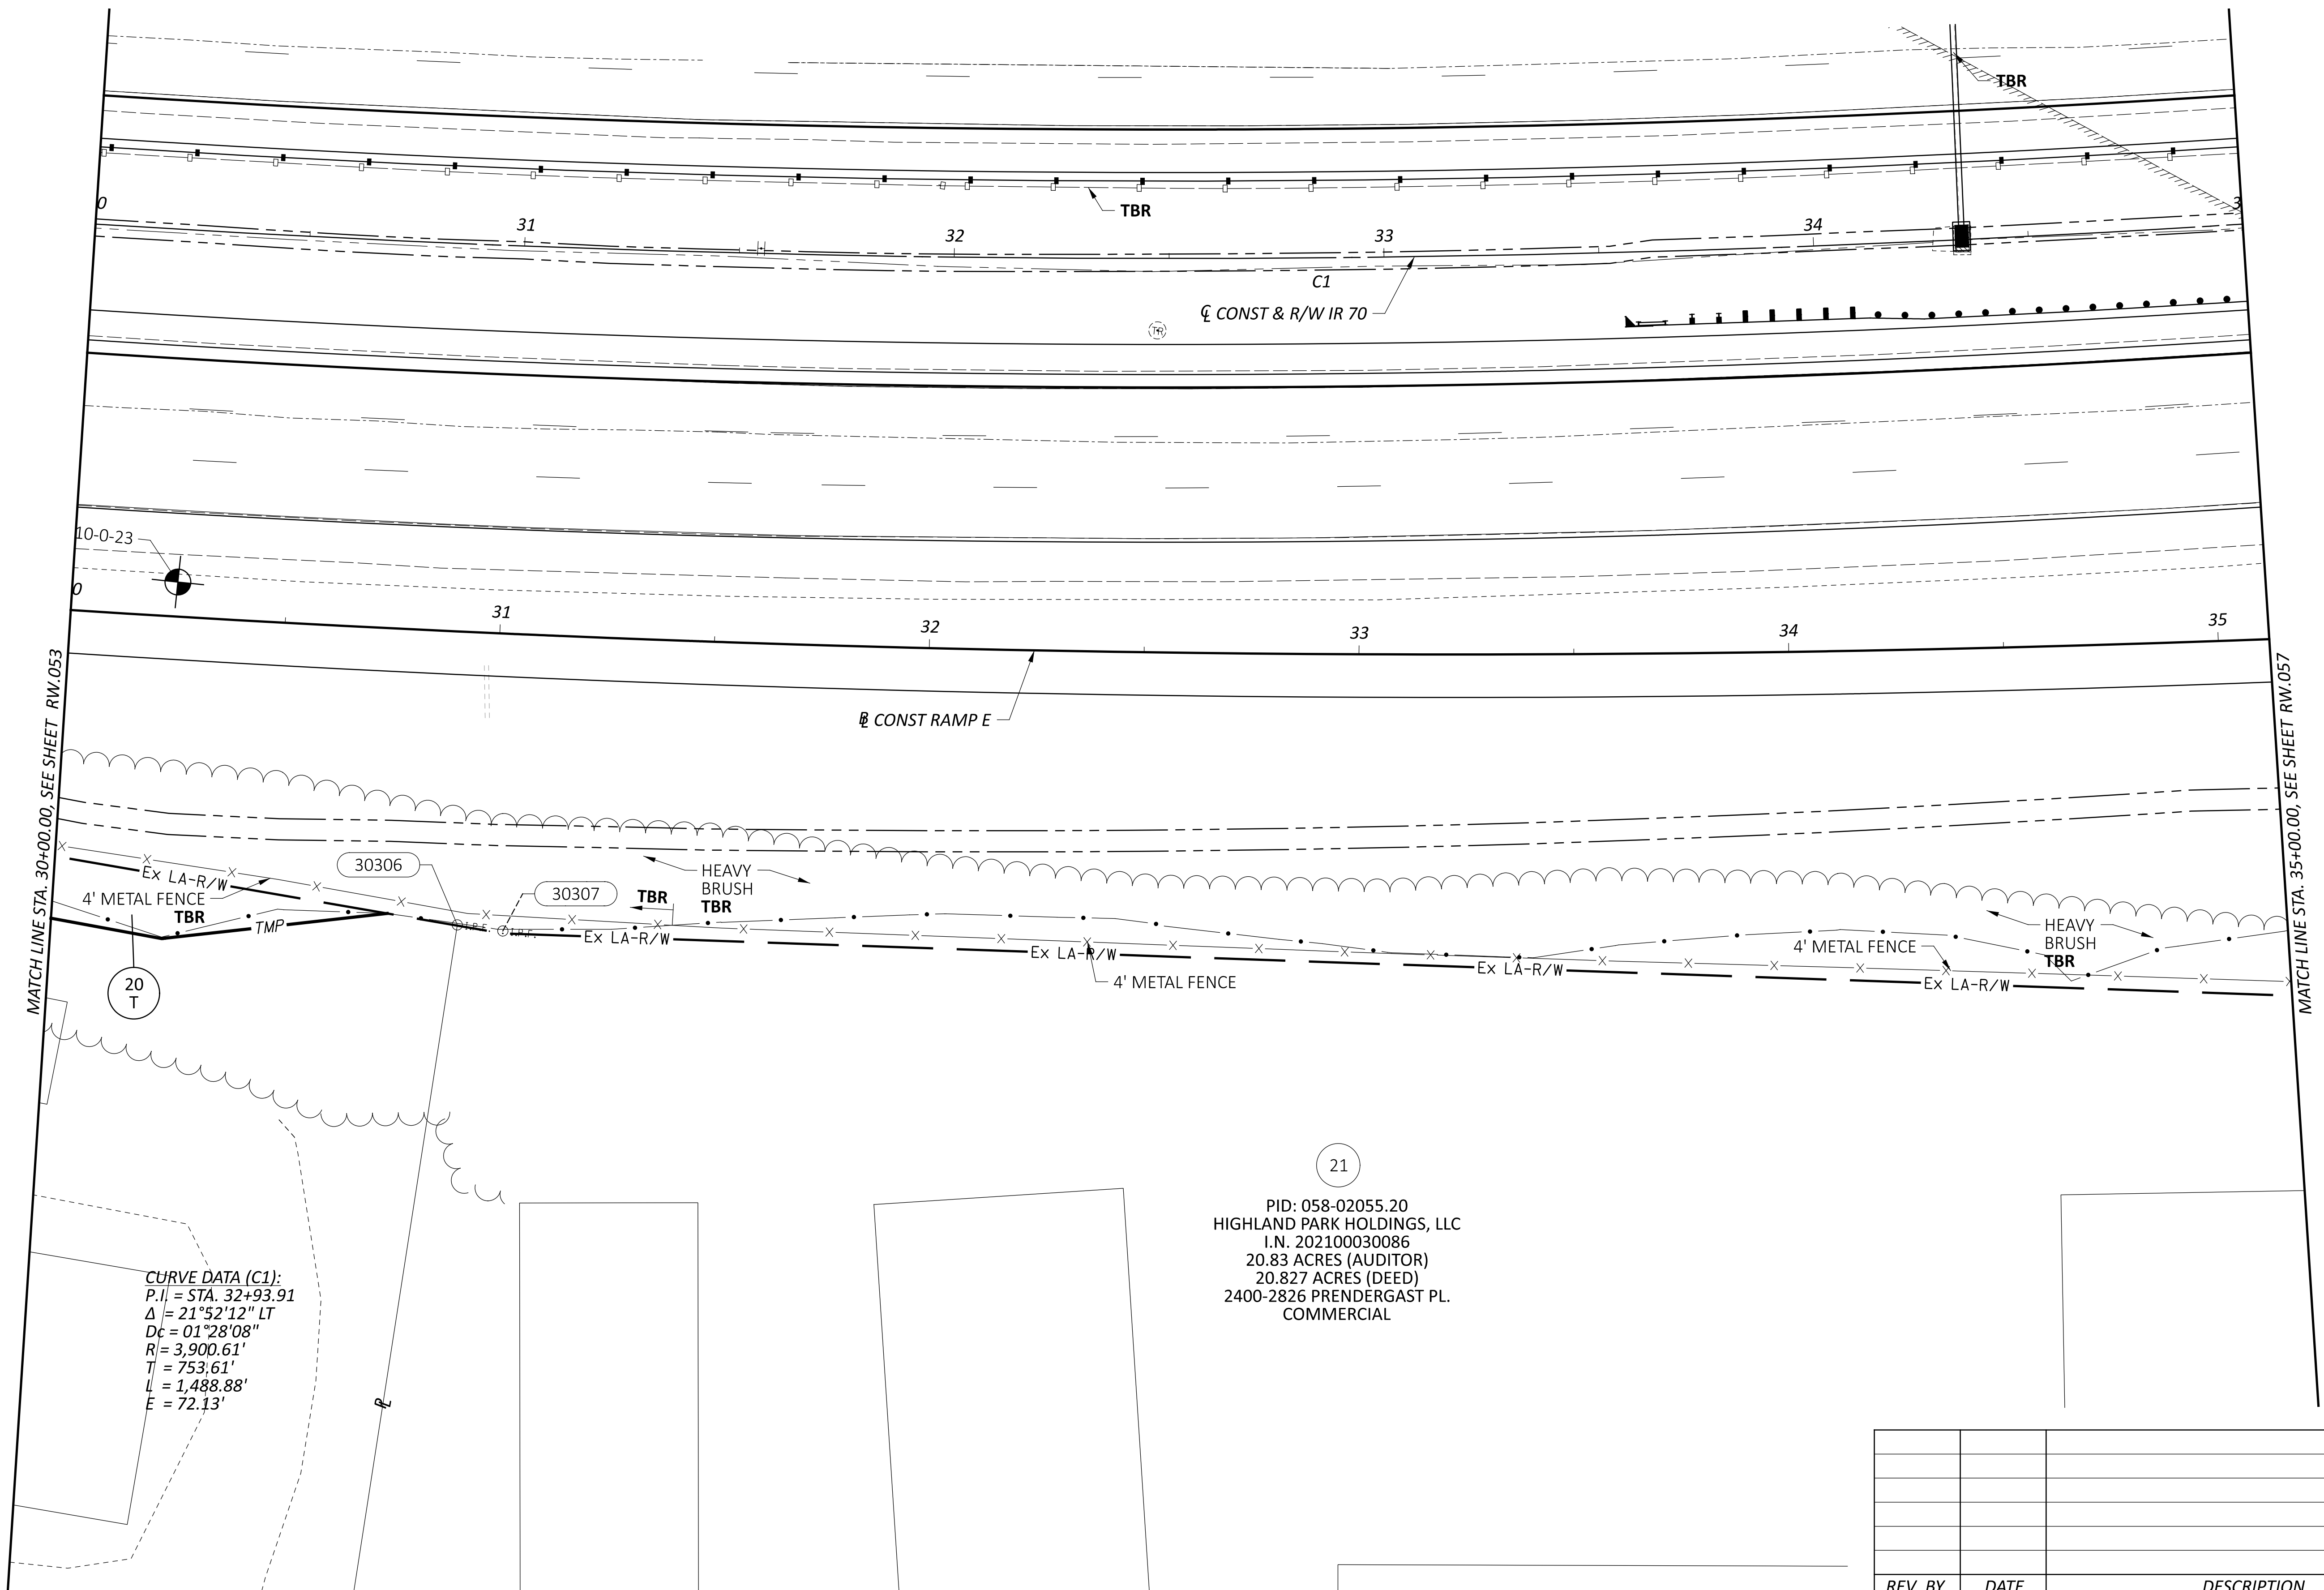 TBR
TBR
0
31
32
33
34
3
C1
℄ CONST & R/W IR 70
10-0-23
0
31
32
33
34
35
MATCH LINE STA. 30+00.00, SEE SHEET RW.053
MATCH LINE STA. 35+00.00, SEE SHEET RW.057
BL CONST RAMP E
30306
30307
HEAVY
BRUSH
TBR
TBR
Ex LA-R/W
4' METAL FENCE
TBR
TMP
I.P.F.
I.P.F.
Ex LA-R/W
Ex LA-R/W
4' METAL FENCE
Ex LA-R/W
4' METAL FENCE
HEAVY
BRUSH
TBR
Ex LA-R/W
20
T
21
PID: 058-02055.20
HIGHLAND PARK HOLDINGS, LLC
I.N. 202100030086
20.83 ACRES (AUDITOR)
20.827 ACRES (DEED)
2400-2826 PRENDERGAST PL.
COMMERCIAL
CURVE DATA (C1):
P.I. = STA. 32+93.91
Δ = 21°52'12" LT
Dc = 01°28'08"
R = 3,900.61'
T = 753.61'
L = 1,488.88'
E = 72.13'
PL
REV. BY DATE DESCRIPTION